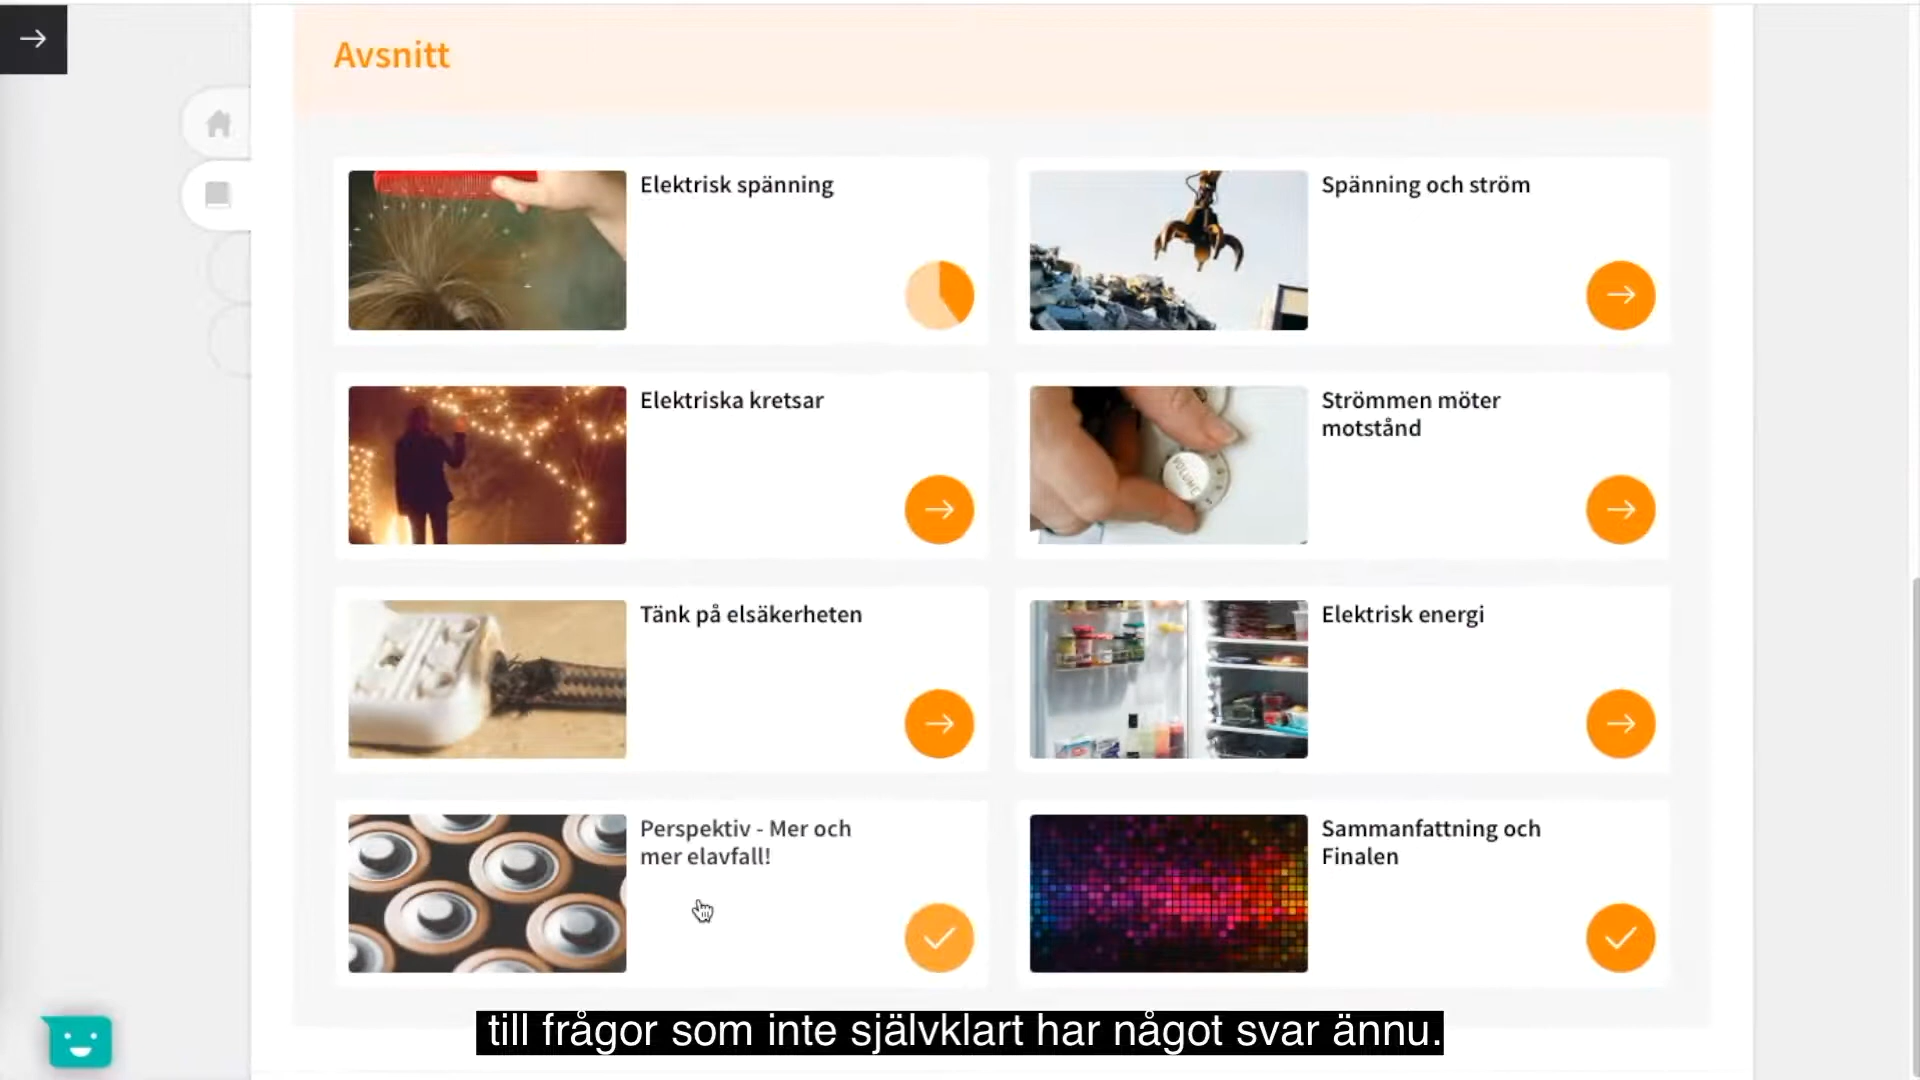 Avsnitt
Elektrisk spänning
Spänning och ström
Elektriska kretsar
Strömmen möter
motstånd
VOLUME
Tänk på elsäkerheten
Elektrisk energi
Perspektiv - Mer och
mer elavfall!
Sammanfattning och
Finalen
till frågor som inte självklart har något svar ännu.